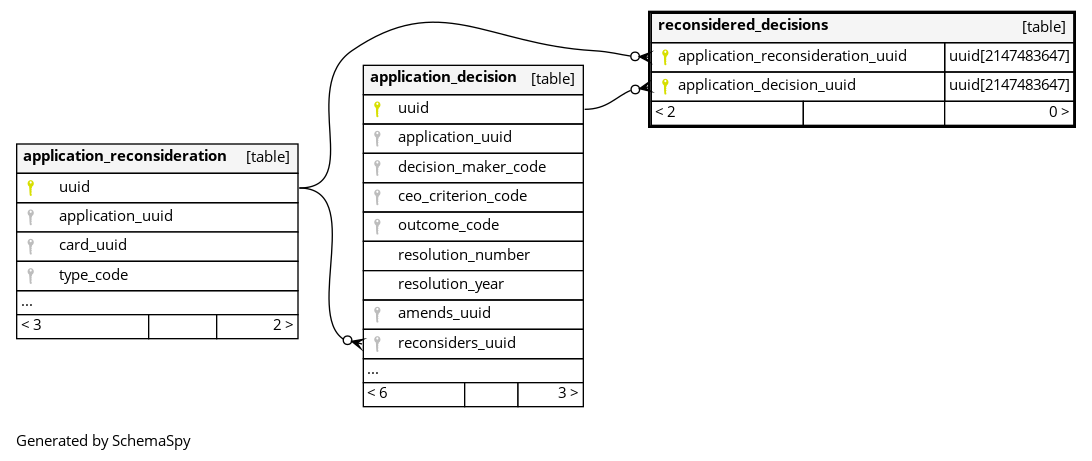 reconsidered_decisions [table]
application_reconsideration_uuid uuid[2147483647]
application_decision_uuid uuid[2147483647]
< 2 0 >
application_decision [table]
uuid
application_uuid
decision_maker_code
ceo_criterion_code
outcome_code
resolution_number
resolution_year
amends_uuid
reconsiders_uuid
...
< 6 3 >
application_reconsideration [table]
uuid
application_uuid
card_uuid
type_code
...
< 3 2 >
Generated by SchemaSpy